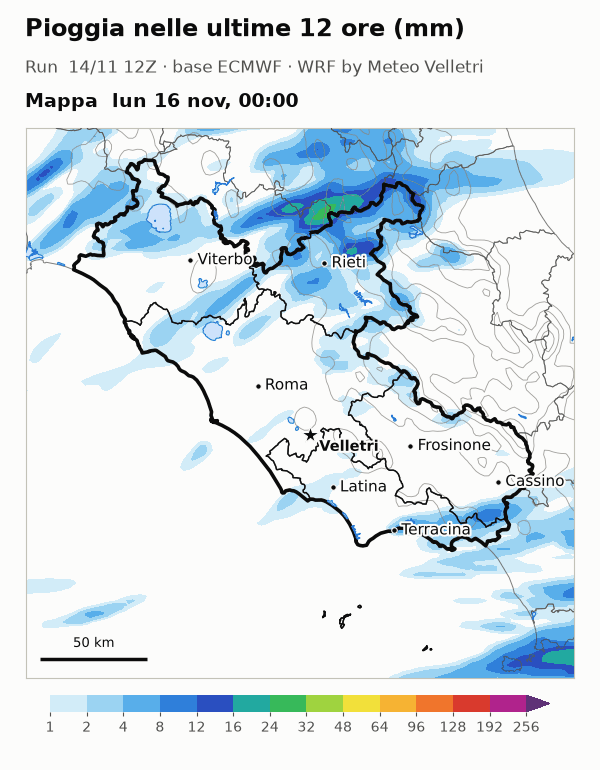 Pioggia nelle ultime 12 ore (mm)
Run 14/11 12Z · base ECMWF · WRF by Meteo Velletri
Mappa lun 16 nov, 00:00
Viterbo
Rieti
Roma
Velletri
Frosinone
Latina
Cassino
Terracina
50 km
1 2 4 8 12 16 24 32 48 64 96 128 192 256